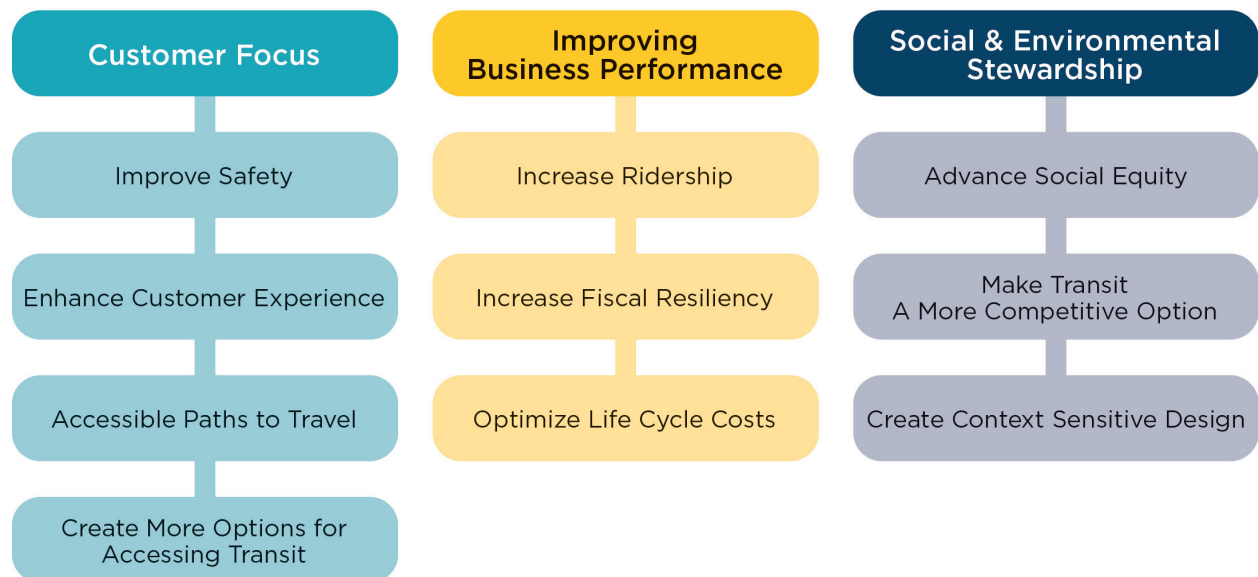 Customer Focus
Improve Safety
Enhance Customer Experience
Accessible Paths to Travel
Create More Options for
Accessing Transit
Improving
Business Performance
Increase Ridership
Increase Fiscal Resiliency
Optimize Life Cycle Costs
Social & Environmental
Stewardship
Advance Social Equity
Make Transit
A More Competitive Option
Create Context Sensitive Design